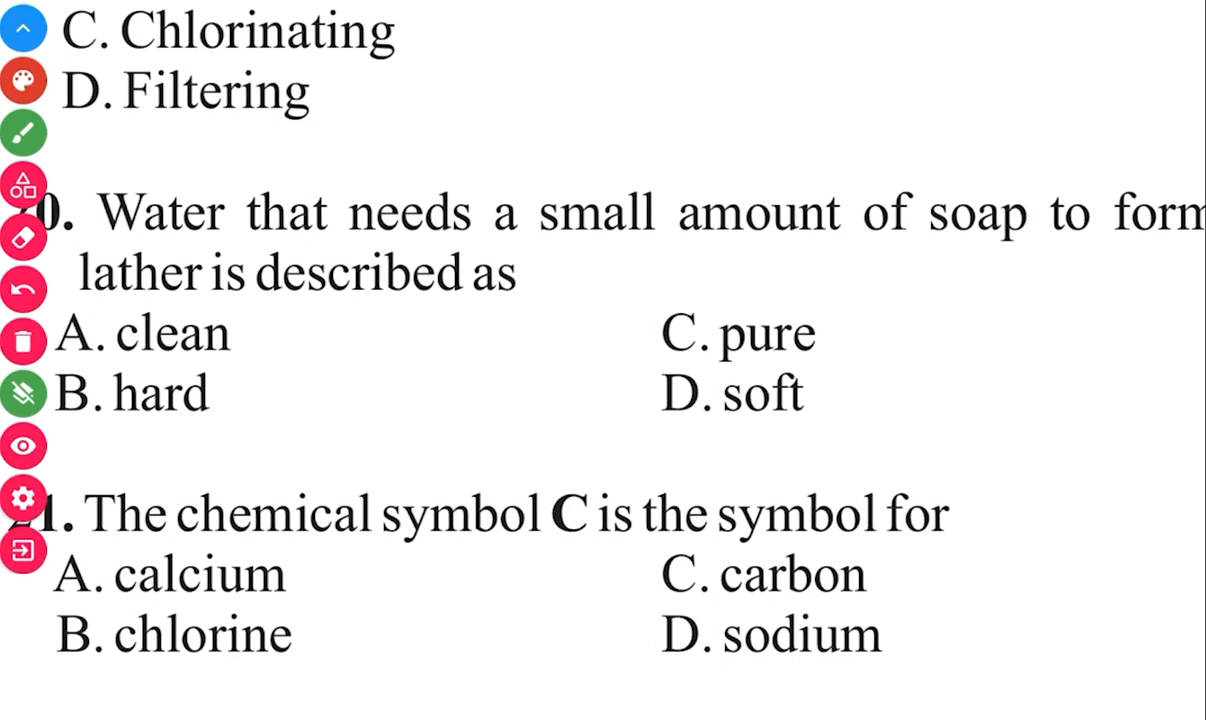 C. Chlorinating
D. Filtering
0. Water that needs a small amount of soap to form
lather is described as
A. clean C. pure
B. hard D. soft
1. The chemical symbol C is the symbol for
A. calcium C. carbon
B. chlorine D. sodium